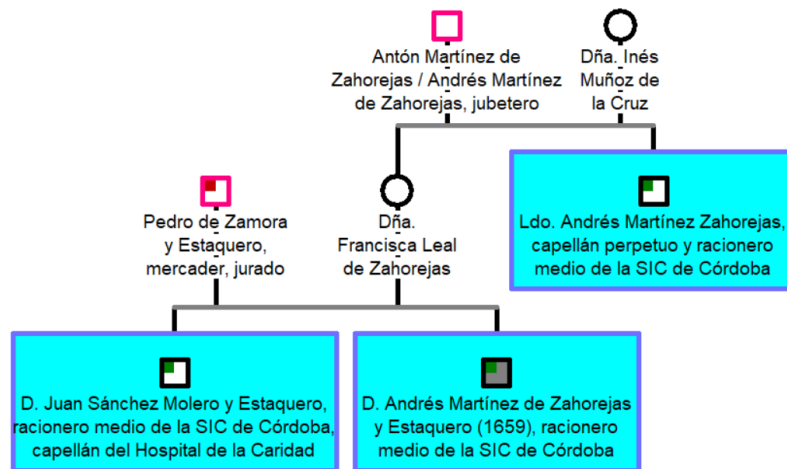 Antón Martínez de
Zahorejas / Andrés Martínez
de Zahorejas, jubetero
Dña. Inés
Muñoz de
la Cruz
Pedro de Zamora
y Estaquero,
mercader, jurado
Dña.
Francisca Leal
de Zahorejas
Ldo. Andrés Martínez Zahorejas,
capellán perpetuo y racionero
medio de la SIC de Córdoba
D. Juan Sánchez Molero y Estaquero,
racionero medio de la SIC de Córdoba,
capellán del Hospital de la Caridad
D. Andrés Martínez de Zahorejas
y Estaquero (1659), racionero
medio de la SIC de Córdoba